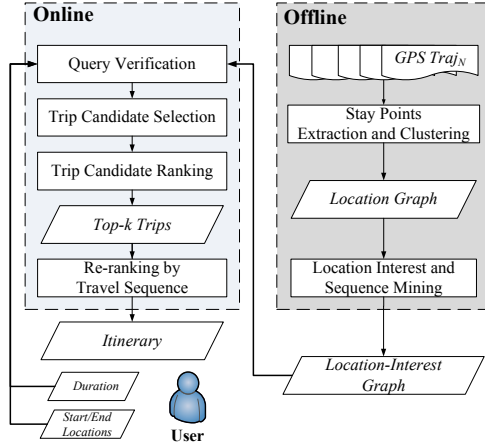 Online
Query Verification
Trip Candidate Selection
Trip Candidate Ranking
Top-k Trips
Re-ranking by
Travel Sequence
Itinerary
Duration
Start/End
Locations
User
Offline
GPS Traj_N
Stay Points
Extraction and Clustering
Location Graph
Location Interest and
Sequence Mining
Location-Interest
Graph